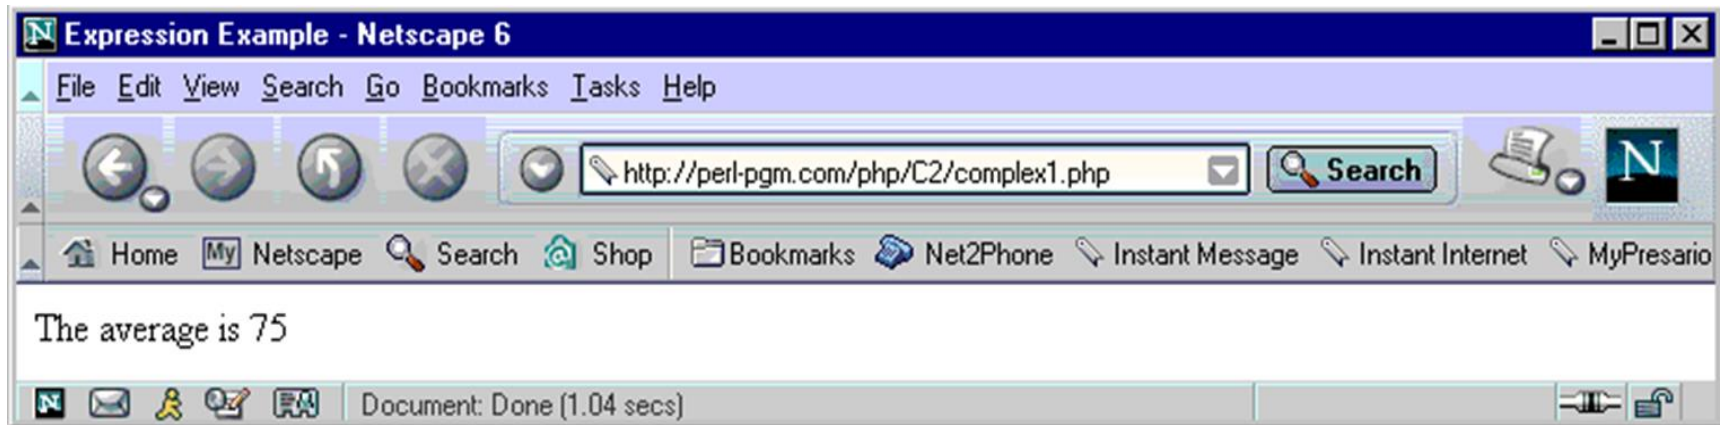 N Expression Example - Netscape 6
File Edit View Search Go Bookmarks Tasks Help
http://perl-pgm.com/php/C2/complex1.php Search N
Home My Netscape Search Shop Bookmarks Net2Phone Instant Message Instant Internet MyPresario
The average is 75
N Document: Done (1.04 secs)